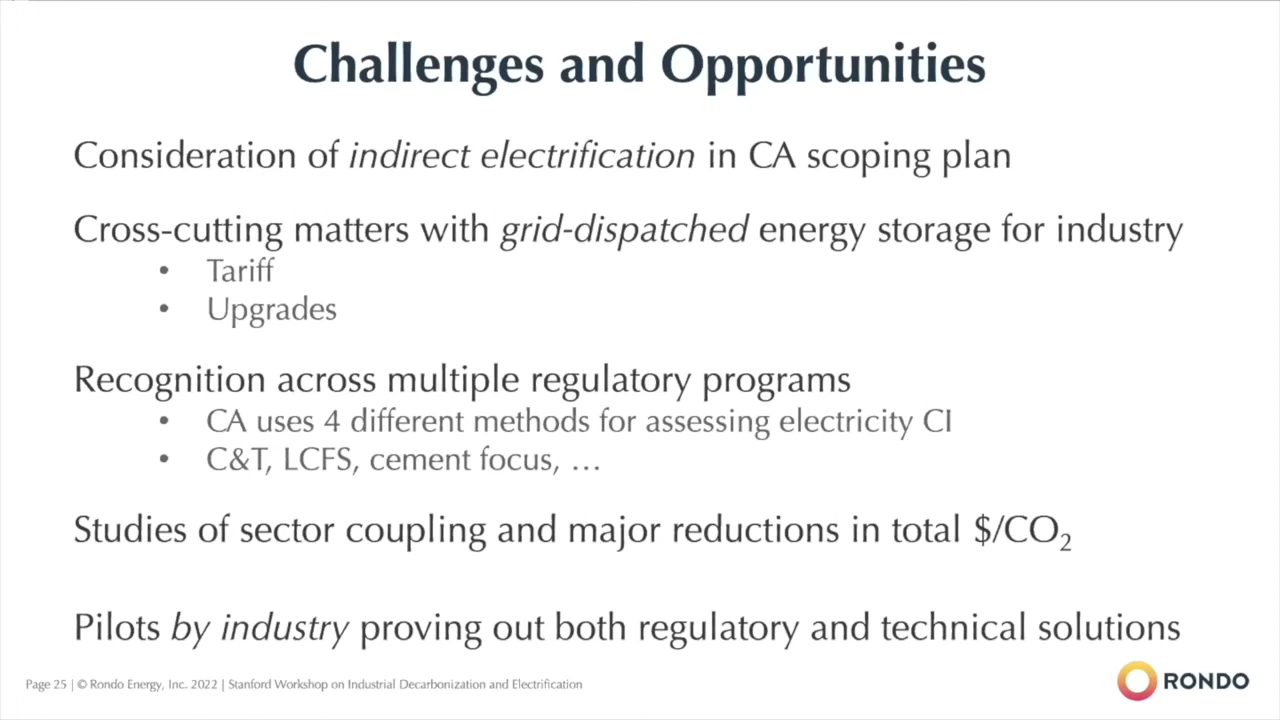 Challenges and Opportunities
Consideration of indirect electrification in CA scoping plan
Cross-cutting matters with grid-dispatched energy storage for industry
• Tariff
• Upgrades
Recognition across multiple regulatory programs
• CA uses 4 different methods for assessing electricity CI
• C&T, LCFS, cement focus, …
Studies of sector coupling and major reductions in total $/CO₂
Pilots by industry proving out both regulatory and technical solutions
Page 25 | © Rondo Energy, Inc. 2022 | Stanford Workshop on Industrial Decarbonization and Electrification
RONDO